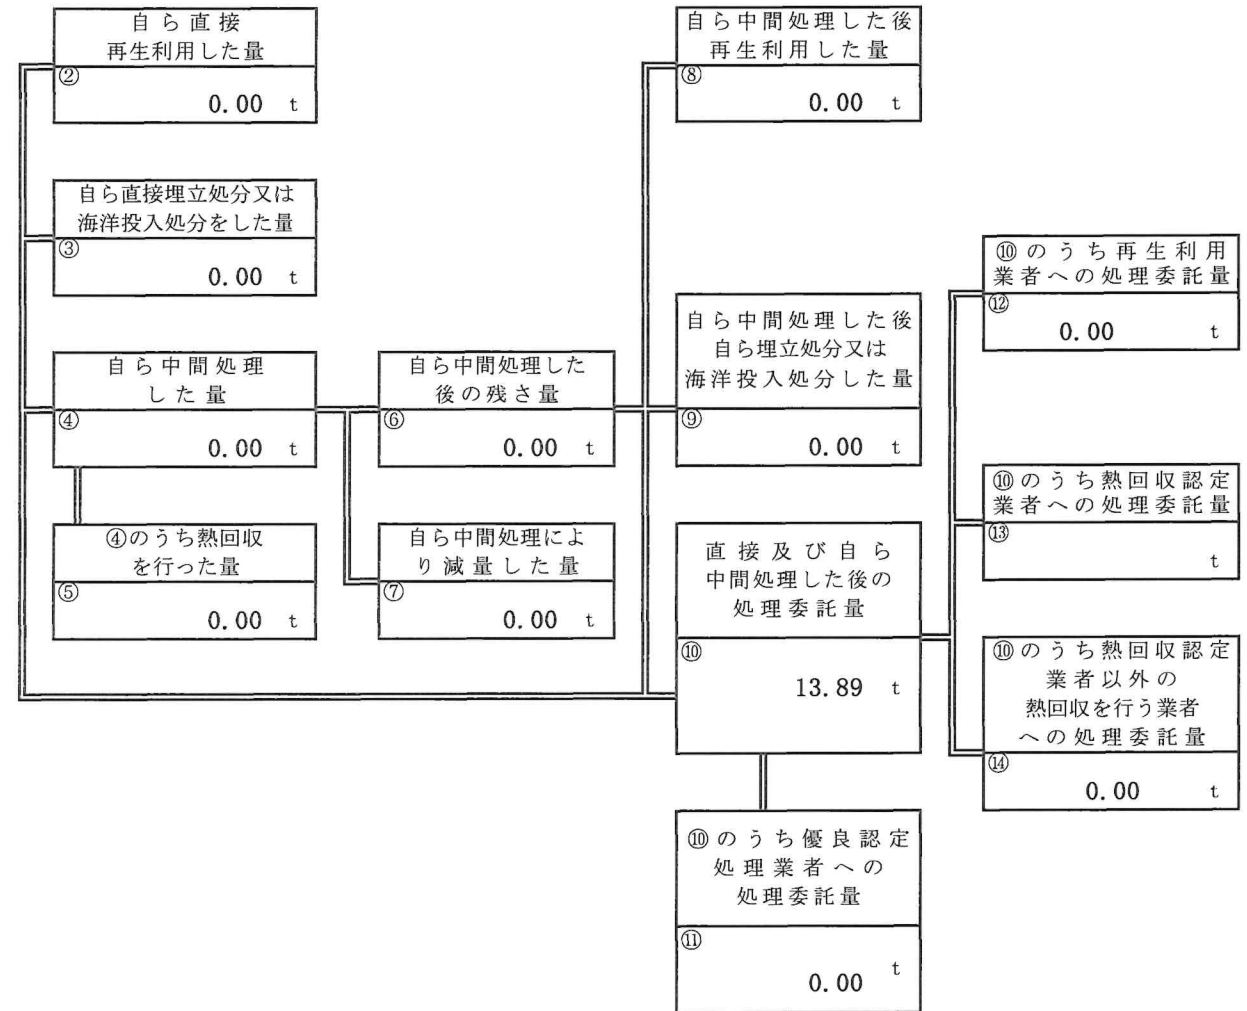 自ら直接
再生利用した量
②
0.00 t
自ら直接埋立処分又は
海洋投入処分をした量
③
0.00 t
自ら中間処理
した量
④
0.00 t
④のうち熱回収
を行った量
⑤
0.00 t
自ら中間処理した
後の残さ量
⑥
0.00 t
自ら中間処理によ
り減量した量
⑦
0.00 t
自ら中間処理した後
再生利用した量
⑧
0.00 t
自ら中間処理した後
自ら埋立処分又は
海洋投入処分した量
⑨
0.00 t
直接及び自ら
中間処理した後の
処理委託量
⑩
13.89 t
⑩のうち優良認定
処理業者への
処理委託量
⑪
0.00 t
⑩のうち再生利用
業者への処理委託量
⑫
0.00 t
⑩のうち熱回収認定
業者への処理委託量
⑬
t
⑩のうち熱回収認定
業者以外の
熱回収を行う業者
への処理委託量
⑭
0.00 t